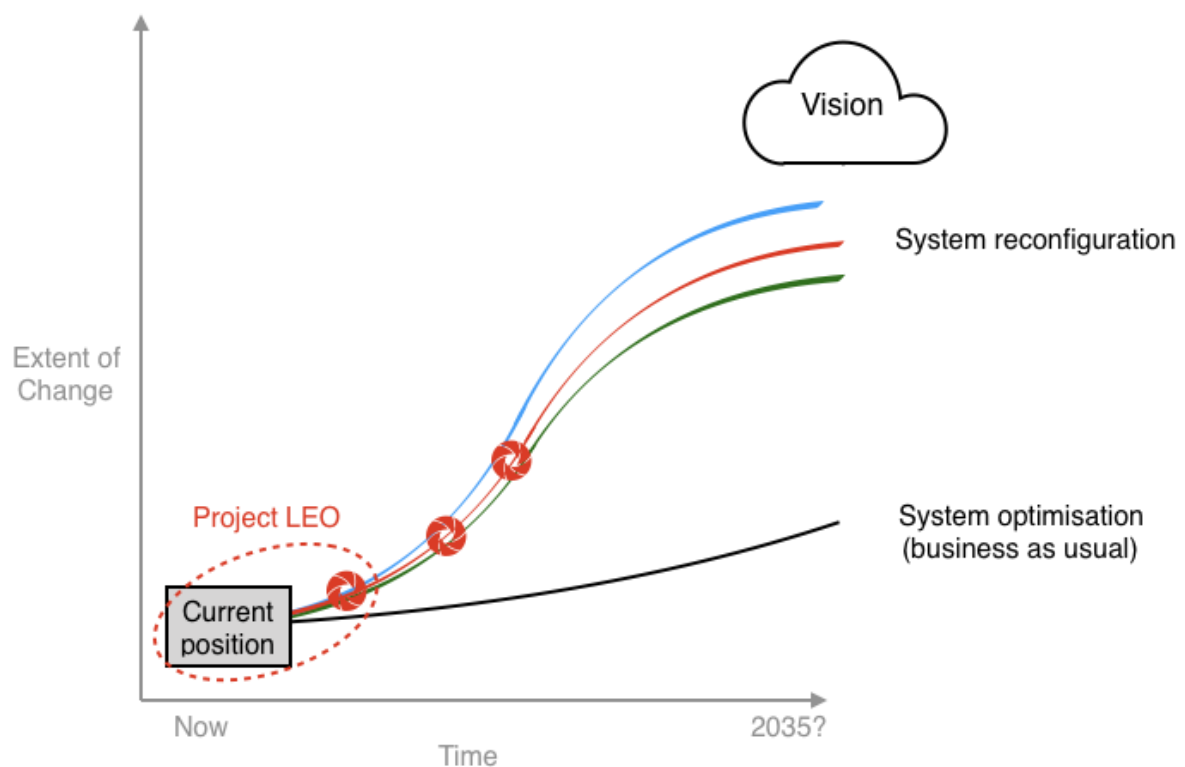 Vision
System reconfiguration
Extent of
Change
Project LEO
System optimisation
(business as usual)
Current
position
Now
2035?
Time